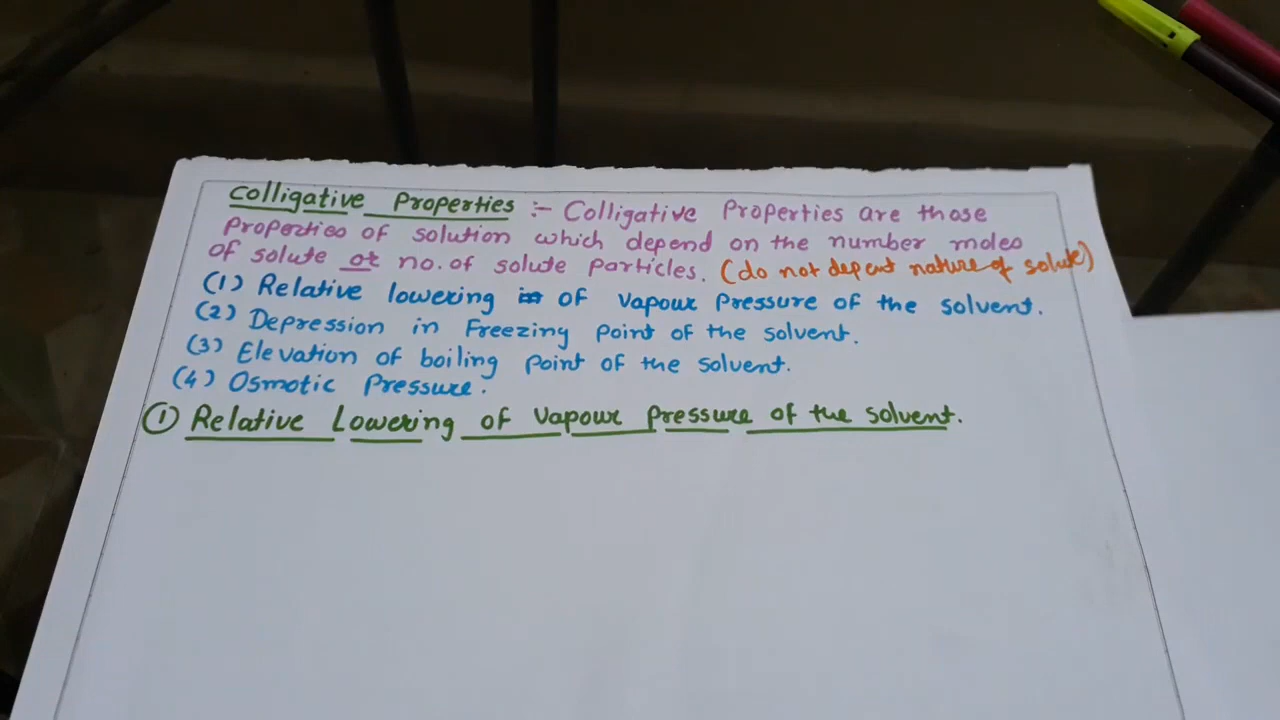 Colligative Properties :- Colligative Properties are those
Properties of solution which depend on the number moles
of solute or no. of solute particles. (do not depent nature of solute)
(1) Relative lowering in of vapour pressure of the solvent.
(2) Depression in Freezing point of the solvent.
(3) Elevation of boiling point of the solvent.
(4) Osmotic Pressure.
① Relative Lowering of Vapour pressure of the solvent.